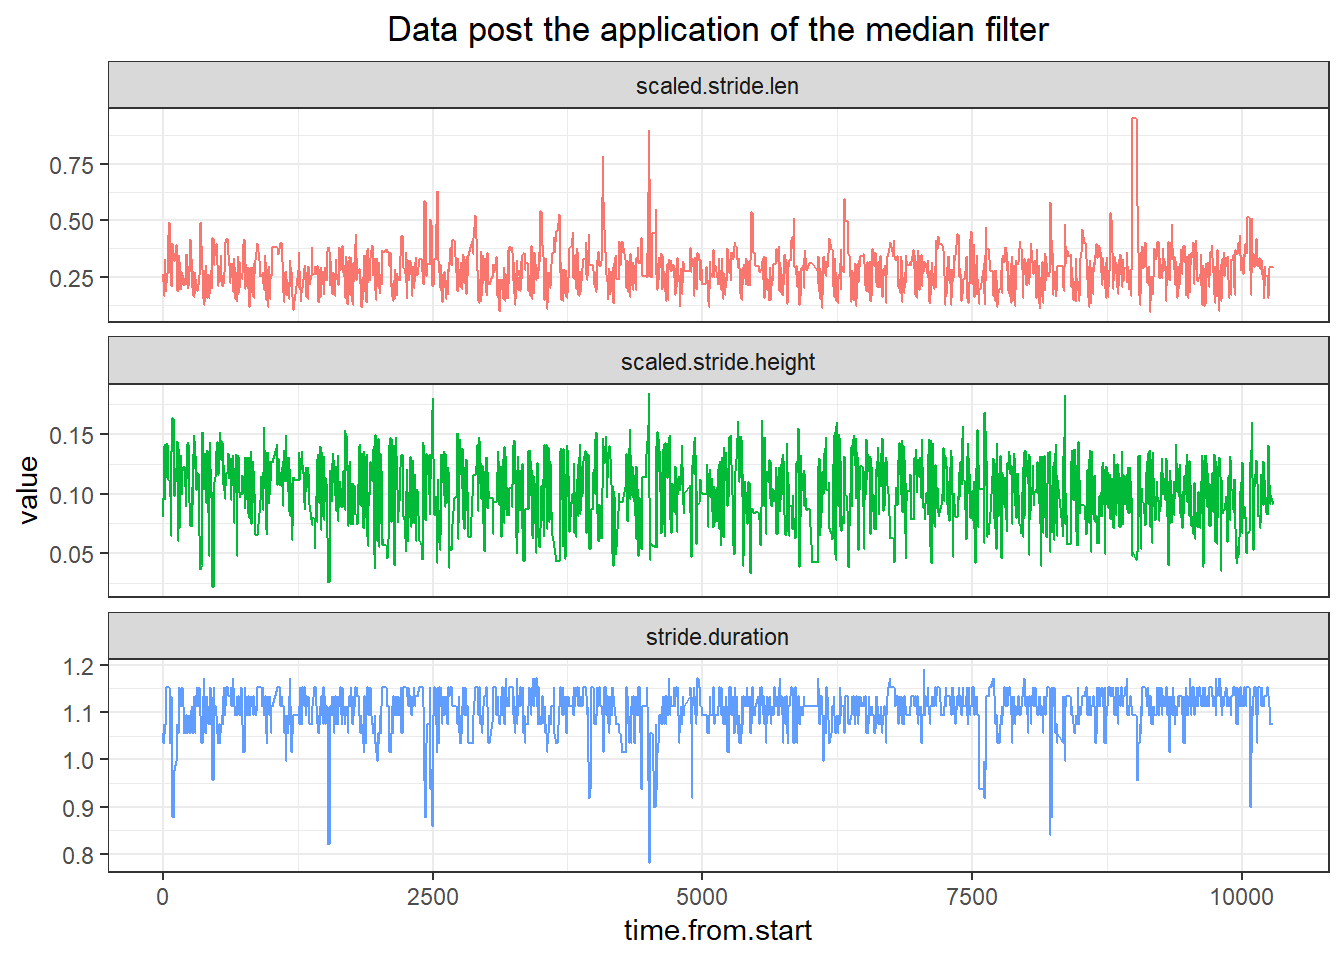 Data post the application of the median filter
scaled.stride.len
0.75
0.50
0.25
scaled.stride.height
0.15
0.10
0.05
value
stride.duration
1.2
1.1
1.0
0.9
0.8
0 2500 5000 7500 10000
time.from.start